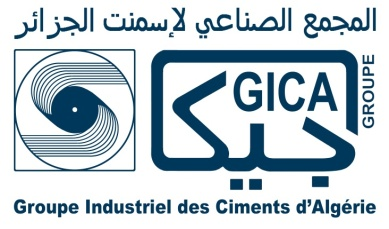 المجمع الصناعي لإسمنت الجزائر
GICA
جيكا
GROUPE
Groupe Industriel des Ciments d'Algérie